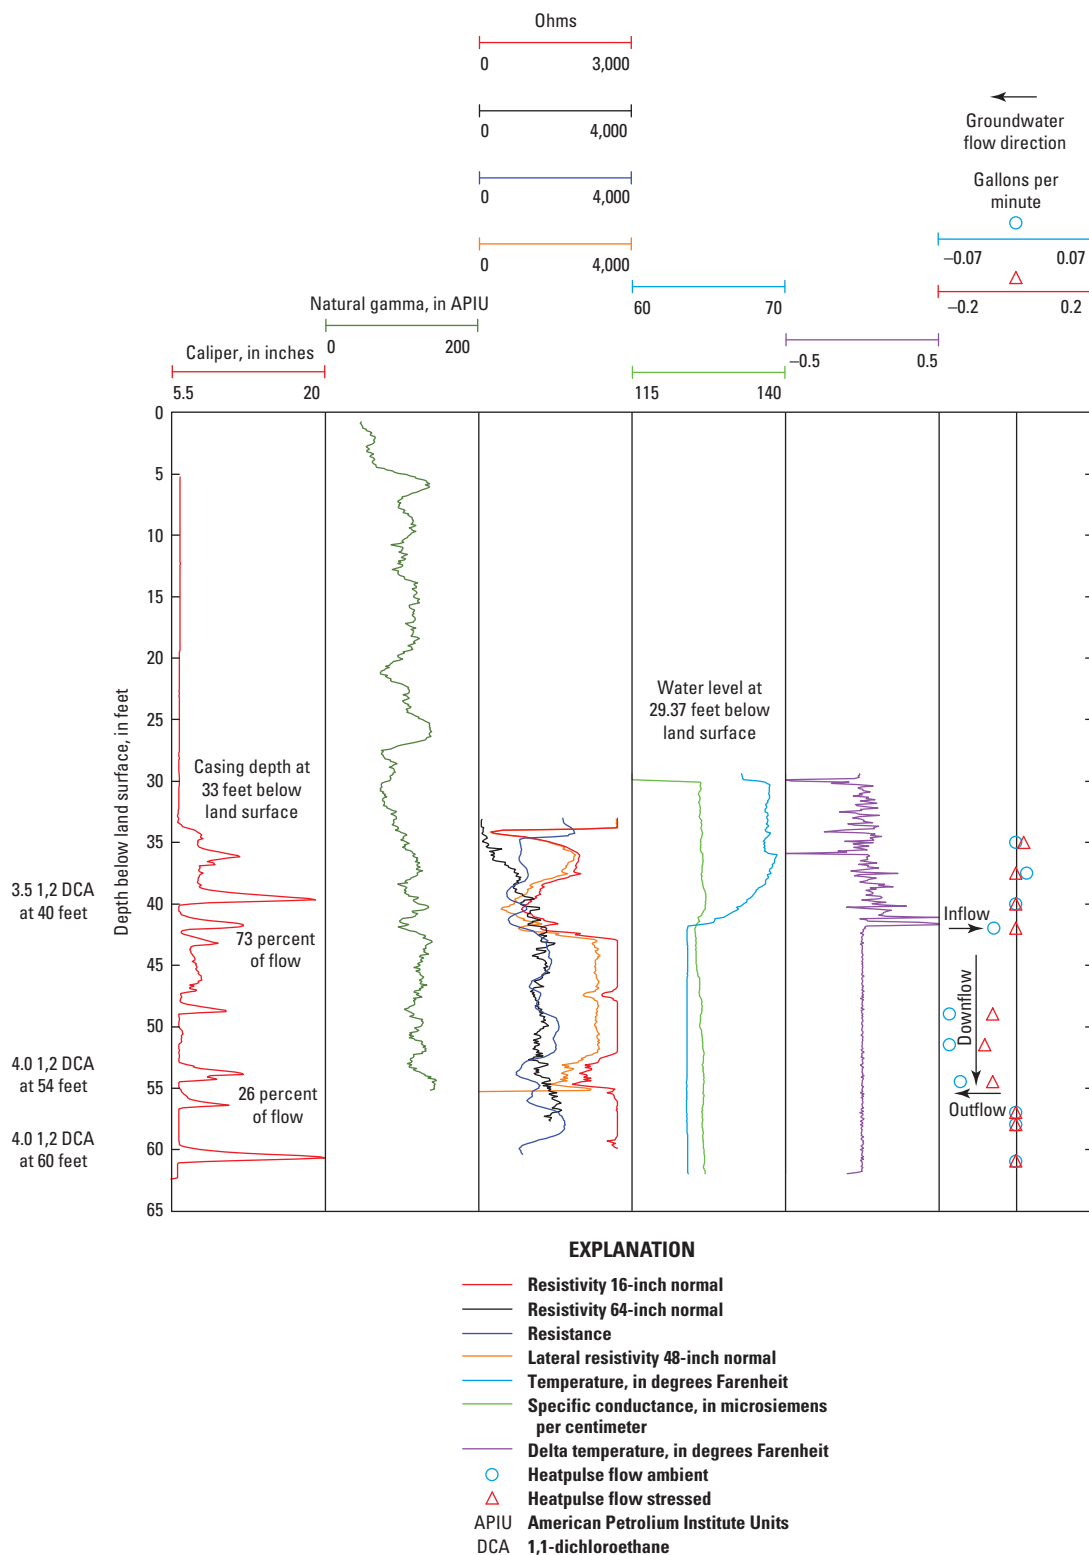 Ohms
0 3,000
0 4,000
0 4,000
0 4,000
Groundwater
flow direction
Gallons per
minute
–0.07 0.07
–0.2 0.2
60 70
Natural gamma, in APIU
0 200
–0.5 0.5
Caliper, in inches
5.5 20
115 140
Depth below land surface, in feet
0
5
10
15
20
25
30
35
40
45
50
55
60
65
Water level at
29.37 feet below
land surface
Casing depth at
33 feet below
land surface
3.5 1,2 DCA
at 40 feet
73 percent
of flow
Inflow
Downflow
4.0 1,2 DCA
at 54 feet
26 percent
of flow
Outflow
4.0 1,2 DCA
at 60 feet
EXPLANATION
Resistivity 16-inch normal
Resistivity 64-inch normal
Resistance
Lateral resistivity 48-inch normal
Temperature, in degrees Farenheit
Specific conductance, in microsiemens
per centimeter
Delta temperature, in degrees Farenheit
Heatpulse flow ambient
Heatpulse flow stressed
APIU American Petrolium Institute Units
DCA 1,1-dichloroethane